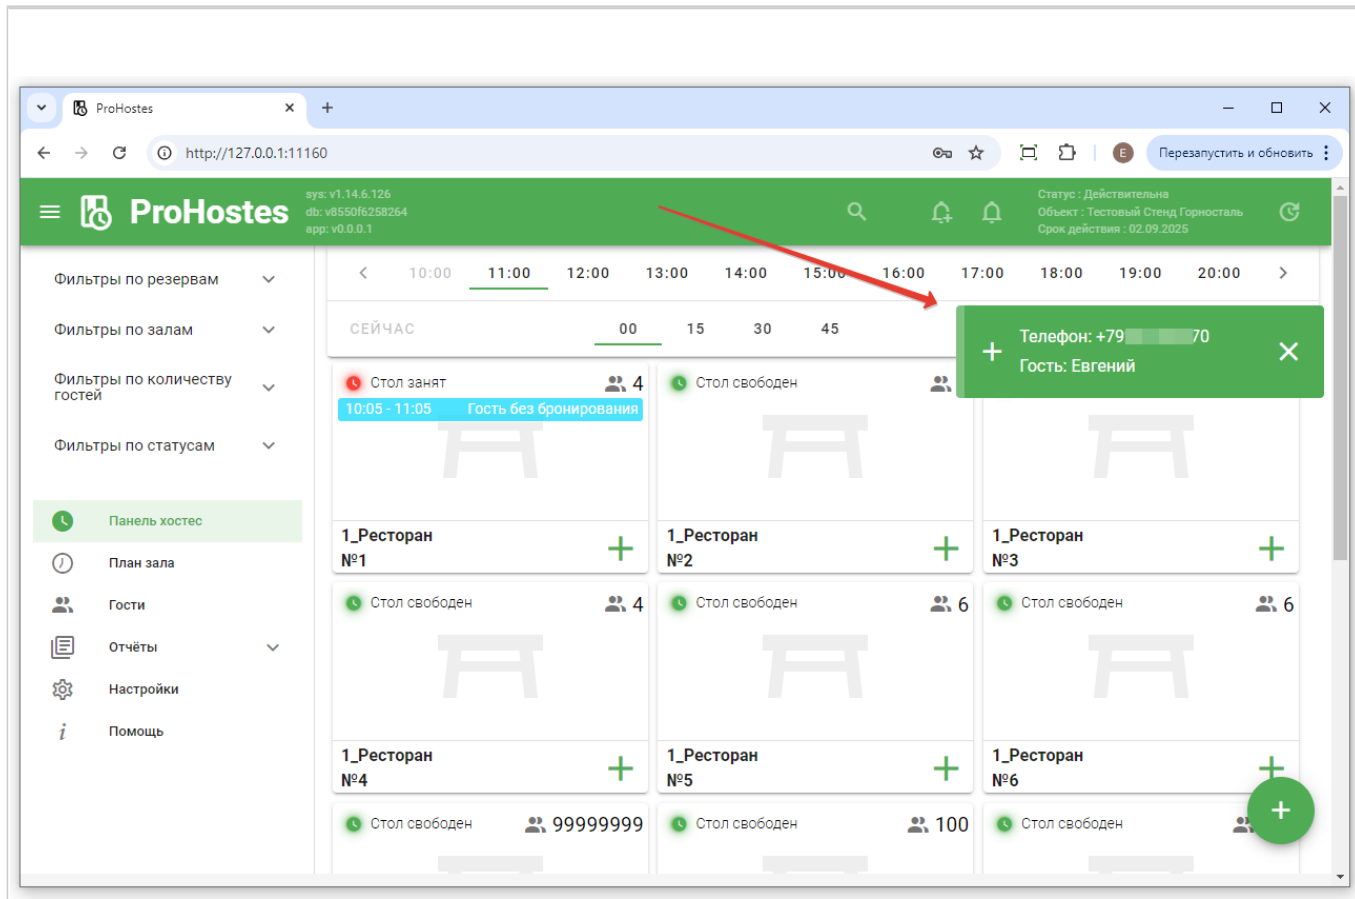 ProHostes
http://127.0.0.1:11160
E
Перезапустить и обновить
ProHostes
sys: v1.14.6.126
db: v8550f6258264
app: v0.0.0.1
Статус : Действительна
Объект : Тестовый Стенд Горносталь
Срок действия : 02.09.2025
Фильтры по резервам
Фильтры по залам
Фильтры по количеству
гостей
Фильтры по статусам
Панель хостес
План зала
Гости
Отчёты
Настройки
Помощь
10:00 11:00 12:00 13:00 14:00 15:00 16:00 17:00 18:00 19:00 20:00
СЕЙЧАС 00 15 30 45
Телефон: +79 70
Гость: Евгений
Стол занят 4
10:05 - 11:05 Гость без бронирования
1_Ресторан
№1
Стол свободен
1_Ресторан
№2
1_Ресторан
№3
Стол свободен 4
1_Ресторан
№4
Стол свободен 6
1_Ресторан
№5
Стол свободен 6
1_Ресторан
№6
Стол свободен 99999999
Стол свободен 100
Стол свободен